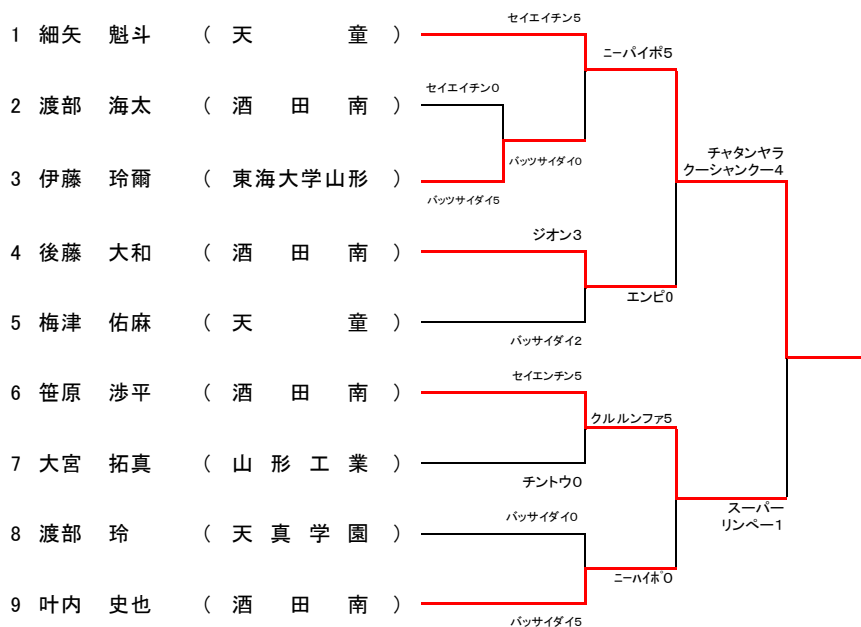 セイエイチン5
1 細矢 魁斗 （ 天 童 ）
ニーパイポ5
セイエイチン0
2 渡部 海太 （ 酒 田 南 ）
バッツサイダイ0
チャタンヤラ
クーシャンクー4
3 伊藤 玲爾 （ 東海大学山形 ）
バッツサイダイ5
ジオン3
4 後藤 大和 （ 酒 田 南 ）
エンピ0
5 梅津 佑麻 （ 天 童 ）
バッサイダイ2
セイエンチン5
6 笹原 渉平 （ 酒 田 南 ）
クルルンファ5
7 大宮 拓真 （ 山 形 工 業 ）
チントウ0
スーパー
リンペー1
バッサイダイ0
8 渡部 玲 （ 天 真 学 園 ）
ニーハイポ0
9 叶内 史也 （ 酒 田 南 ）
バッサイダイ5